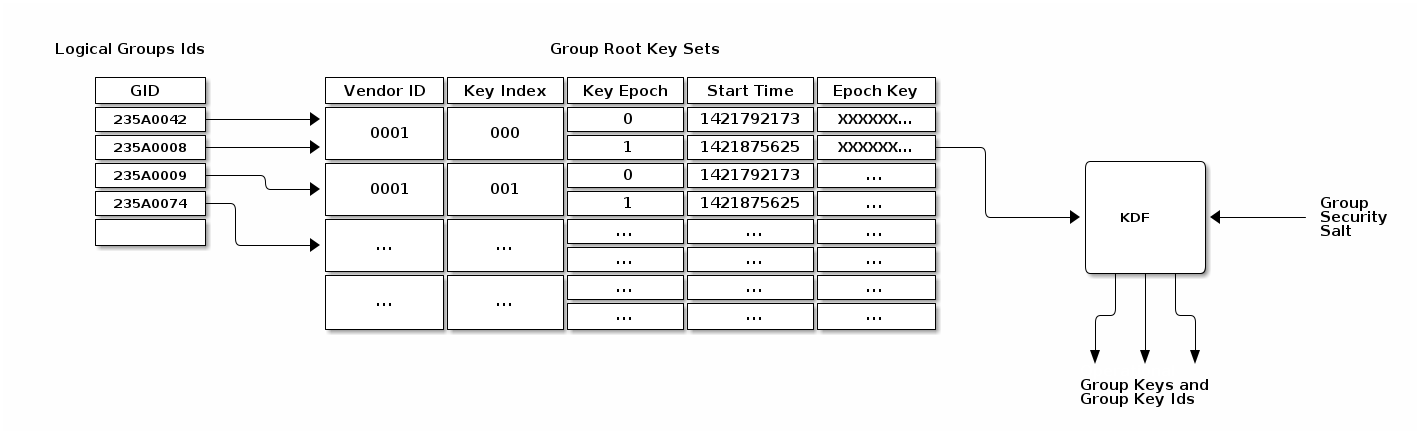 Logical Groups Ids
Group Root Key Sets
GID
Vendor ID Key Index Key Epoch Start Time Epoch Key
235A0042
0001 000
0 1421792173 XXXXXX...
235A0008
1 1421875625 XXXXXX...
235A0009
0001 001
0 1421792173 ...
235A0074
1 1421875625 ...
... ...
... ... ...
... ... ...
... ...
... ... ...
... ... ...
KDF
Group
Security
Salt
Group Keys and
Group Key Ids